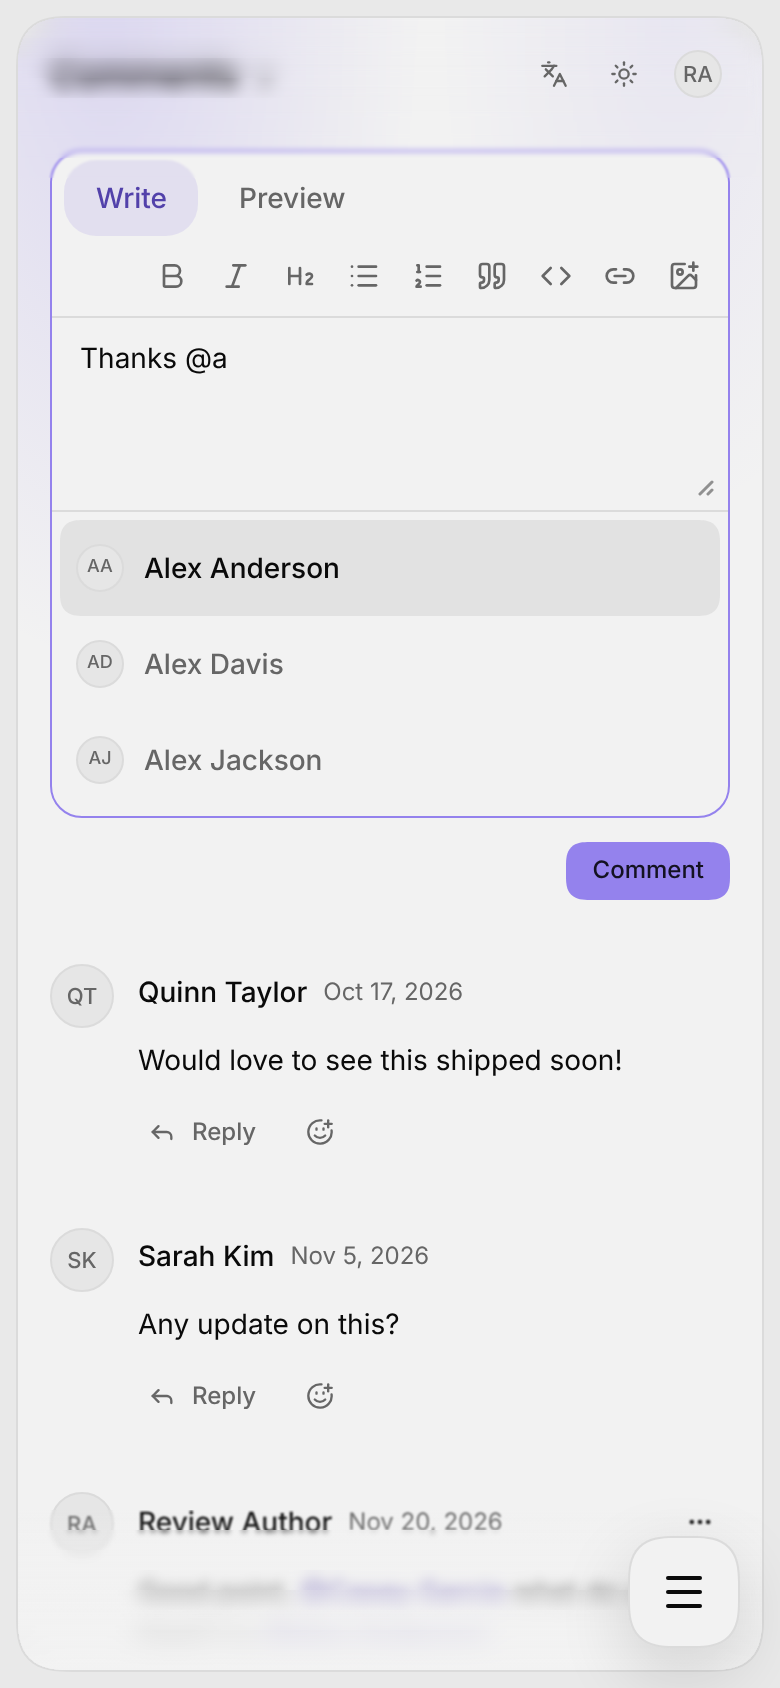 Comments
RA
Write Preview
H2
Thanks @a
AA Alex Anderson
AD Alex Davis
AJ Alex Jackson
Comment
QT Quinn Taylor Oct 17, 2026
Would love to see this shipped soon!
Reply
SK Sarah Kim Nov 5, 2026
Any update on this?
Reply
RA Review Author Nov 20, 2026